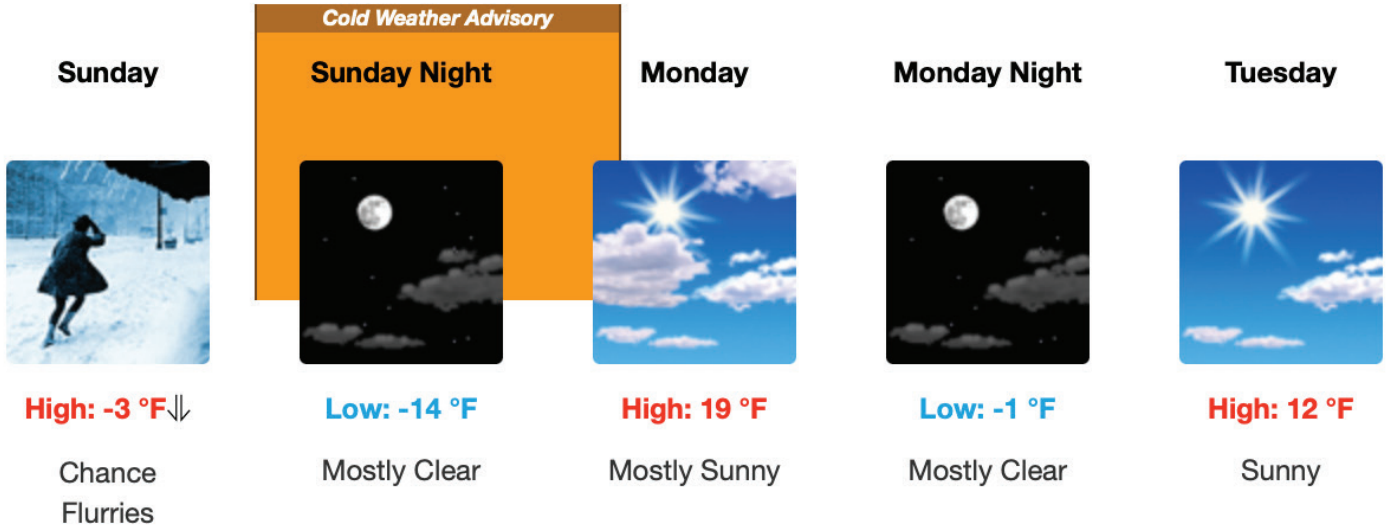 Cold Weather Advisory
Sunday
Sunday Night
Monday
Monday Night
Tuesday
High: -3 °F⇓
Low: -14 °F
High: 19 °F
Low: -1 °F
High: 12 °F
Chance
Flurries
Mostly Clear
Mostly Sunny
Mostly Clear
Sunny